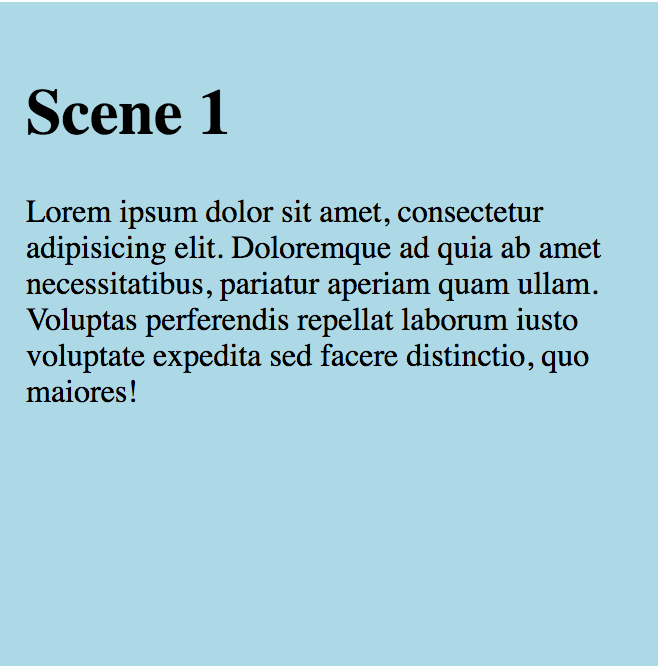 Scene 1
Lorem ipsum dolor sit amet, consectetur
adipisicing elit. Doloremque ad quia ab amet
necessitatibus, pariatur aperiam quam ullam.
Voluptas perferendis repellat laborum iusto
voluptate expedita sed facere distinctio, quo
maiores!